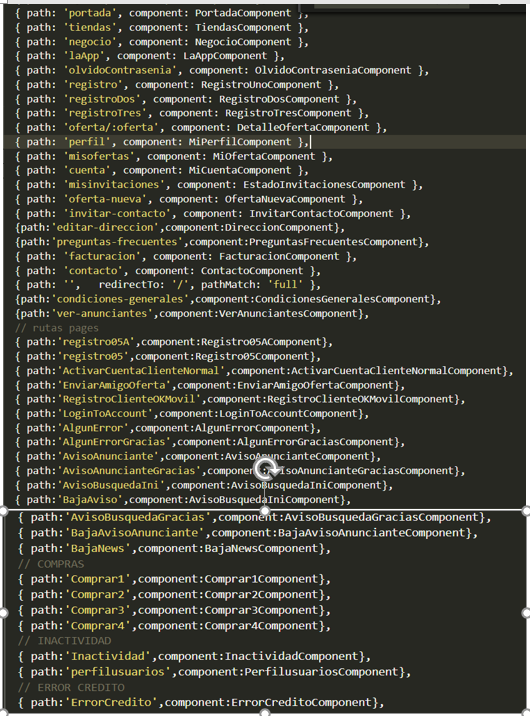 { path: 'portada', component: PortadaComponent },
{ path: 'tiendas', component: TiendasComponent },
{ path: 'negocio', component: NegocioComponent },
{ path: 'laApp', component: LaAppComponent },
{ path: 'olvidoContrasenia', component: OlvidoContraseniaComponent },
{ path: 'registro', component: RegistroUnoComponent },
{ path: 'registroDos', component: RegistroDosComponent },
{ path: 'registroTres', component: RegistroTresComponent },
{ path: 'oferta/:oferta', component: DetalleOfertaComponent },
{ path: 'perfil', component: MiPerfilComponent },
{ path: 'misofertas', component: MiOfertaComponent },
{ path: 'cuenta', component: MiCuentaComponent },
{ path: 'misinvitaciones', component: EstadoInvitacionesComponent },
{ path: 'oferta-nueva', component: OfertaNuevaComponent },
{ path: 'invitar-contacto', component: InvitarContactoComponent },
{path:'editar-direccion',component:DireccionComponent},
{path:'preguntas-frecuentes',component:PreguntasFrecuentesComponent},
{ path: 'facturacion', component: FacturacionComponent },
{ path: 'contacto', component: ContactoComponent },
{ path: '',   redirectTo: '/', pathMatch: 'full' },
{path:'condiciones-generales',component:CondicionesGeneralesComponent},
{path:'ver-anunciantes',component:VerAnunciantesComponent},
// rutas pages
{ path:'registro05A',component:Registro05AComponent},
{ path:'registro05',component:Registro05Component},
{ path:'ActivarCuentaClienteNormal',component:ActivarCuentaClienteNormalComponent},
{ path:'EnviarAmigoOferta',component:EnviarAmigoOfertaComponent},
{ path:'RegistroClienteOKMovil',component:RegistroClienteOKMovilComponent},
{ path:'LoginToAccount',component:LoginToAccountComponent},
{ path:'AlgunError',component:AlgunErrorComponent},
{ path:'AlgunErrorGracias',component:AlgunErrorGraciasComponent},
{ path:'AvisoAnunciante',component:AvisoAnuncianteComponent},
{ path:'AvisoAnuncianteGracias',component:AvisoAnuncianteGraciasComponent},
{ path:'AvisoBusquedaIni',component:AvisoBusquedaIniComponent},
{ path:'BajaAviso',component:AvisoBusquedaIniComponent},
{ path:'AvisoBusquedaGracias',component:AvisoBusquedaGraciasComponent},
{ path:'BajaAvisoAnunciante',component:BajaAvisoAnuncianteComponent},
{ path:'BajaNews',component:BajaNewsComponent},
// COMPRAS
{ path:'Comprar1',component:Comprar1Component},
{ path:'Comprar2',component:Comprar2Component},
{ path:'Comprar3',component:Comprar3Component},
{ path:'Comprar4',component:Comprar4Component},
// INACTIVIDAD
{ path:'Inactividad',component:InactividadComponent},
{ path:'perfilusuarios',component:PerfilusuariosComponent},
// ERROR CREDITO
{ path:'ErrorCredito',component:ErrorCreditoComponent},